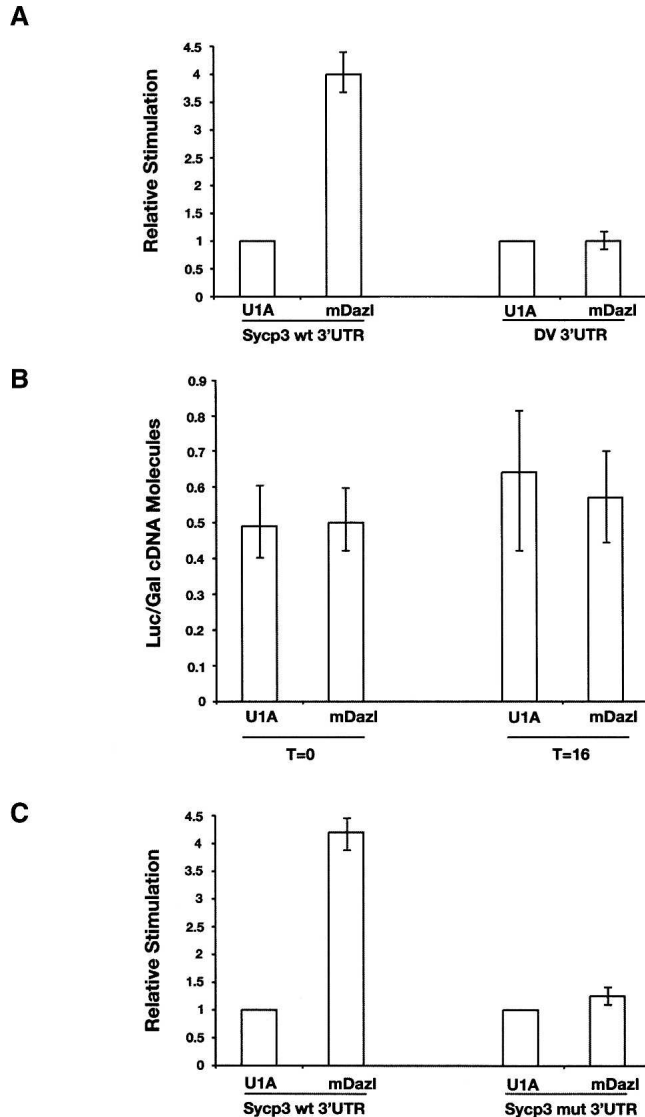 A
Relative Stimulation
4.5
4
3.5
3
2.5
2
1.5
1
0.5
0
U1A mDazl U1A mDazl
Sycp3 wt 3'UTR DV 3'UTR
B
Luc/Gal cDNA Molecules
0.9
0.8
0.7
0.6
0.5
0.4
0.3
0.2
0.1
0
U1A mDazl U1A mDazl
T=0 T=16
C
Relative Stimulation
4.5
4
3.5
3
2.5
2
1.5
1
0.5
0
U1A mDazl U1A mDazl
Sycp3 wt 3'UTR Sycp3 mut 3'UTR